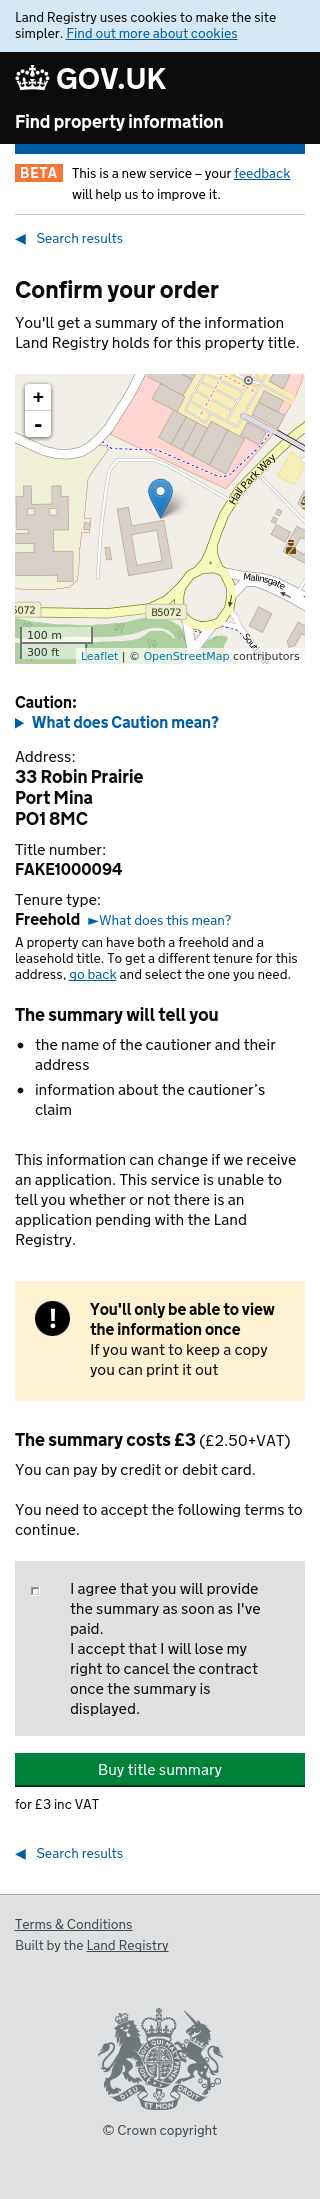 Land Registry uses cookies to make the site
simpler. Find out more about cookies
GOV.UK
Find property information
BETA This is a new service – your feedback
will help us to improve it.
◀ Search results
Confirm your order
You'll get a summary of the information
Land Registry holds for this property title.
+
-
Hall Park Way
Malinsgate
B5072
5072
100 m
300 ft
Leaflet | © OpenStreetMap contributors
Caution:
▶ What does Caution mean?
Address:
33 Robin Prairie
Port Mina
PO1 8MC
Title number:
FAKE1000094
Tenure type:
Freehold ►What does this mean?
A property can have both a freehold and a
leasehold title. To get a different tenure for this
address, go back and select the one you need.
The summary will tell you
• the name of the cautioner and their
address
• information about the cautioner’s
claim
This information can change if we receive
an application. This service is unable to
tell you whether or not there is an
application pending with the Land
Registry.
! You'll only be able to view
the information once
If you want to keep a copy
you can print it out
The summary costs £3 (£2.50+VAT)
You can pay by credit or debit card.
You need to accept the following terms to
continue.
I agree that you will provide
the summary as soon as I've
paid.
I accept that I will lose my
right to cancel the contract
once the summary is
displayed.
Buy title summary
for £3 inc VAT
◀ Search results
Terms & Conditions
Built by the Land Registry
DIEU ET MON DROIT
© Crown copyright